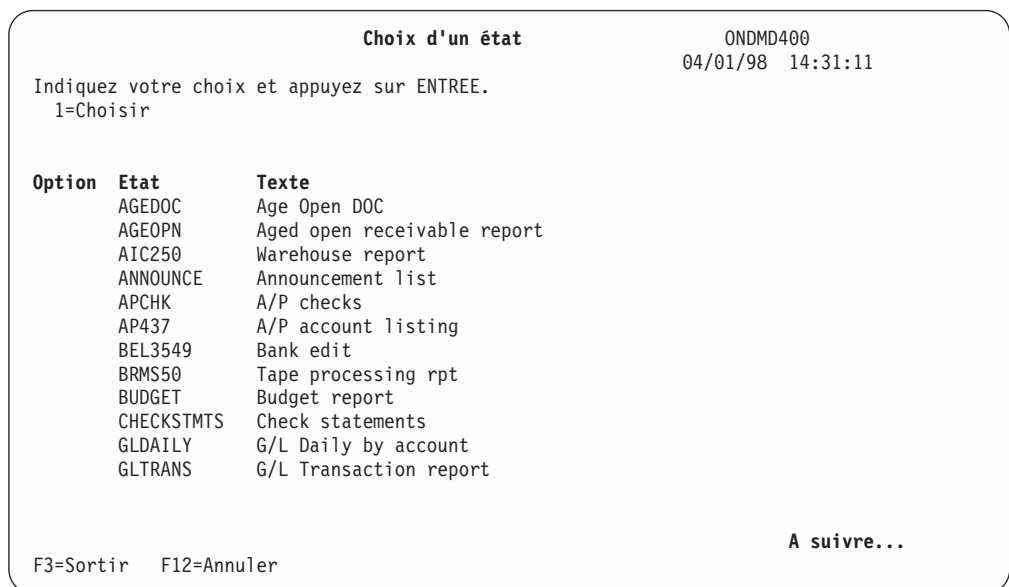 Choix d'un état ONDMD400
04/01/98 14:31:11
Indiquez votre choix et appuyez sur ENTREE.
1=Choisir
Option Etat Texte
AGEDOC Age Open DOC
AGEOPN Aged open receivable report
AIC250 Warehouse report
ANNOUNCE Announcement list
APCHK A/P checks
AP437 A/P account listing
BEL3549 Bank edit
BRMS50 Tape processing rpt
BUDGET Budget report
CHECKSTMTS Check statements
GLDAILY G/L Daily by account
GLTRANS G/L Transaction report
A suivre...
F3=Sortir F12=Annuler